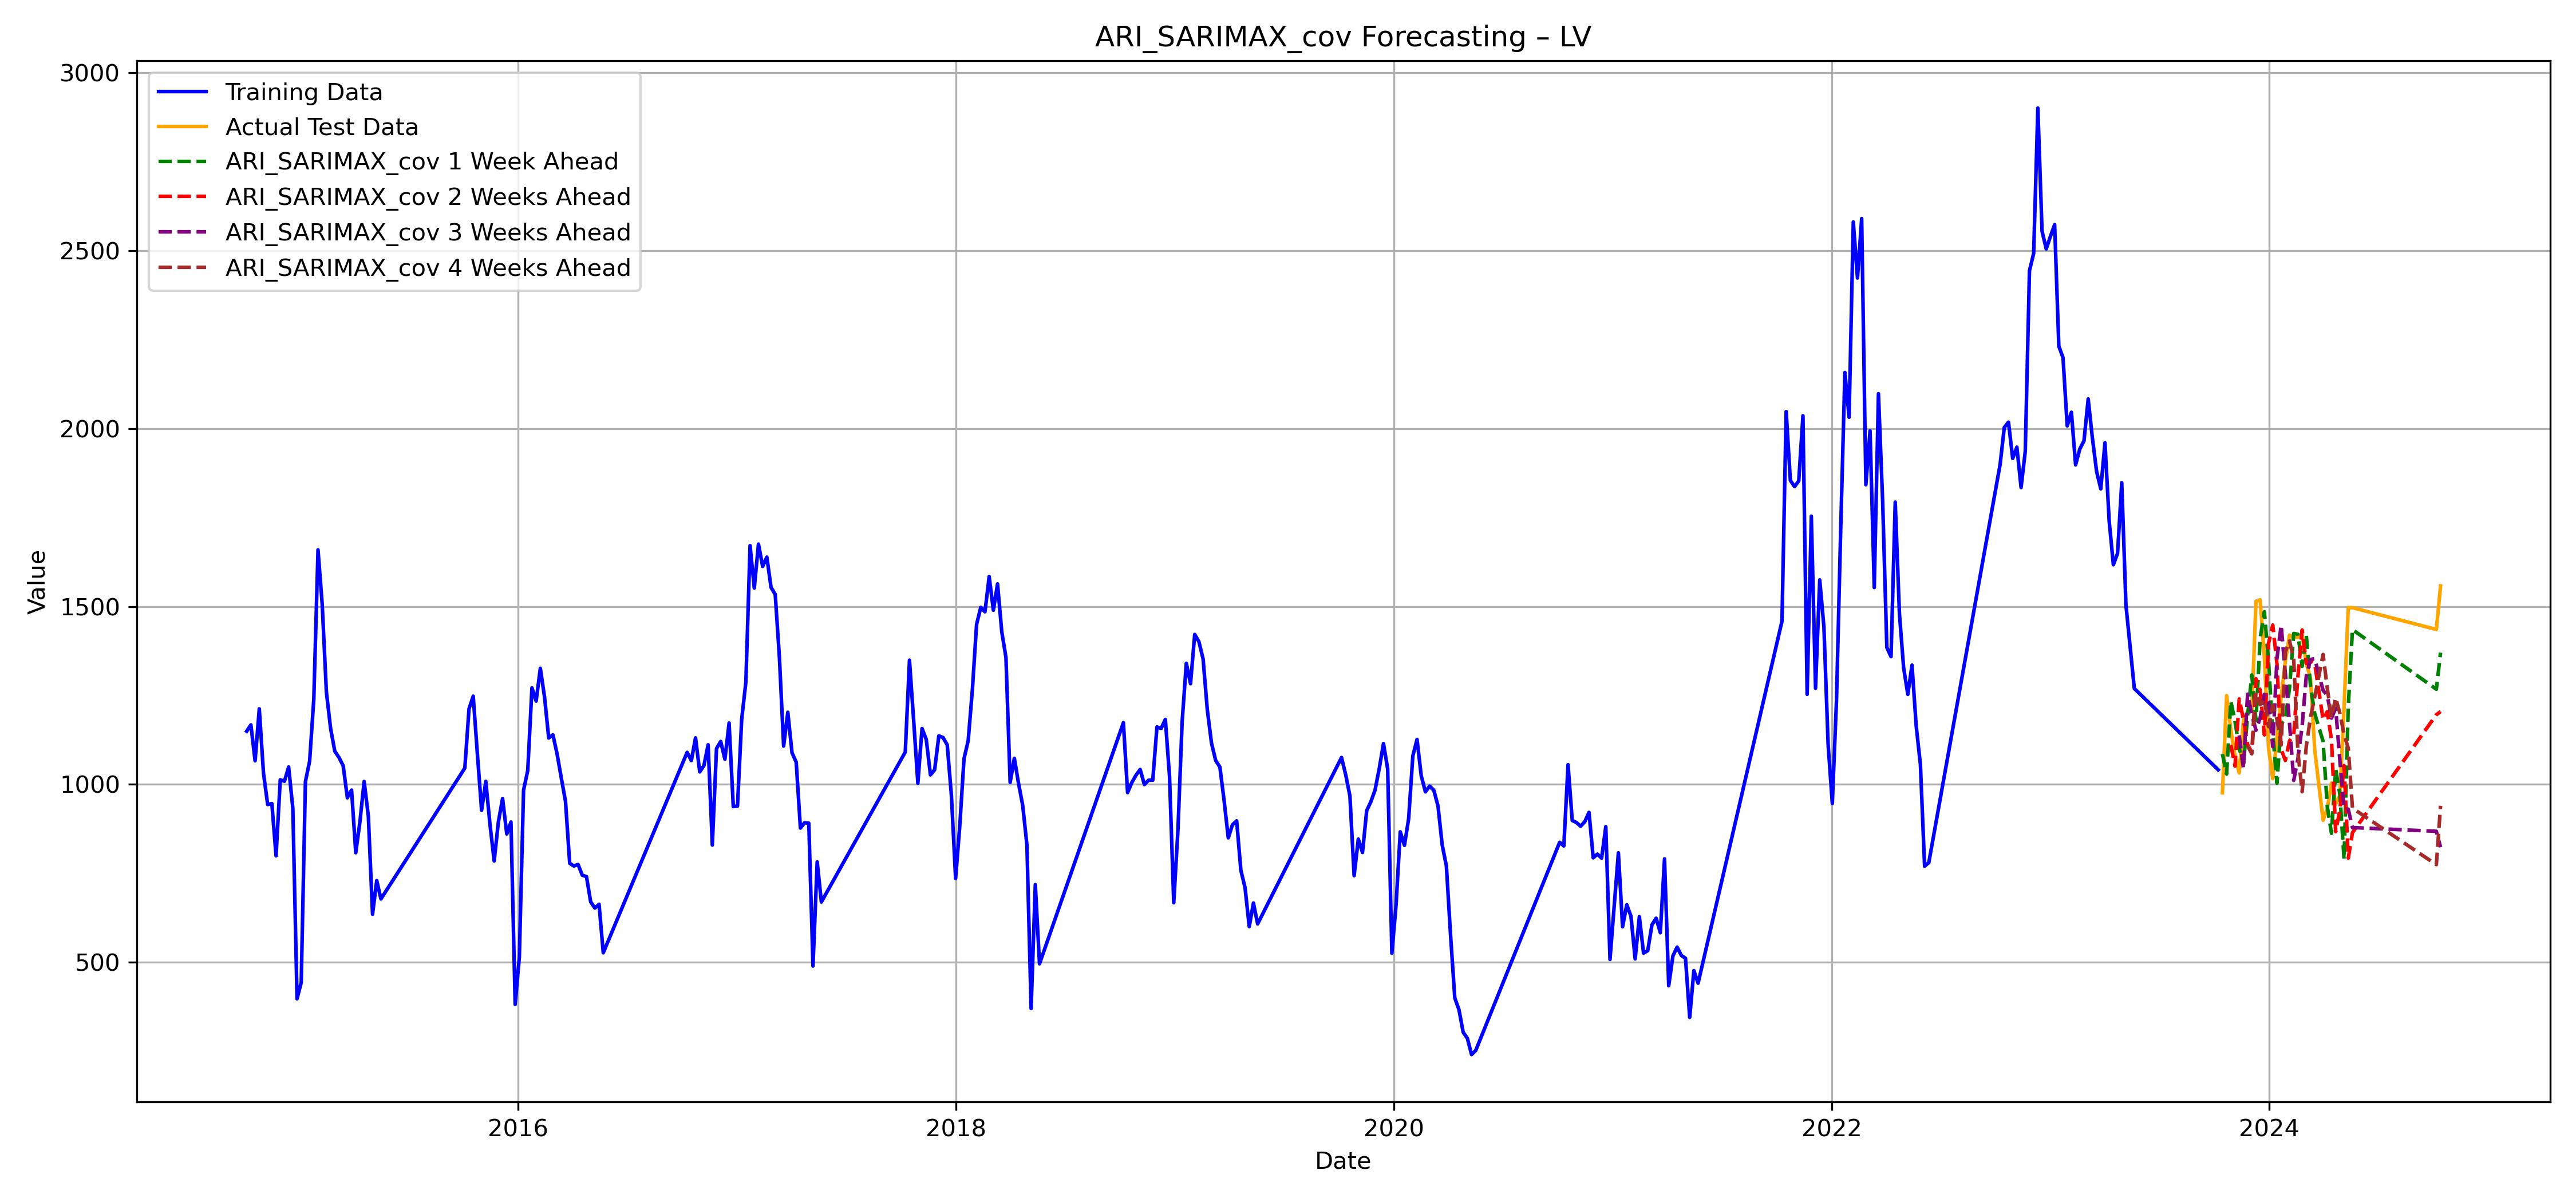 ARI_SARIMAX_cov Forecasting – LV
3000
2500
2000
1500
1000
500
Value
Training Data
Actual Test Data
ARI_SARIMAX_cov 1 Week Ahead
ARI_SARIMAX_cov 2 Weeks Ahead
ARI_SARIMAX_cov 3 Weeks Ahead
ARI_SARIMAX_cov 4 Weeks Ahead
2016 2018 2020 2022 2024
Date